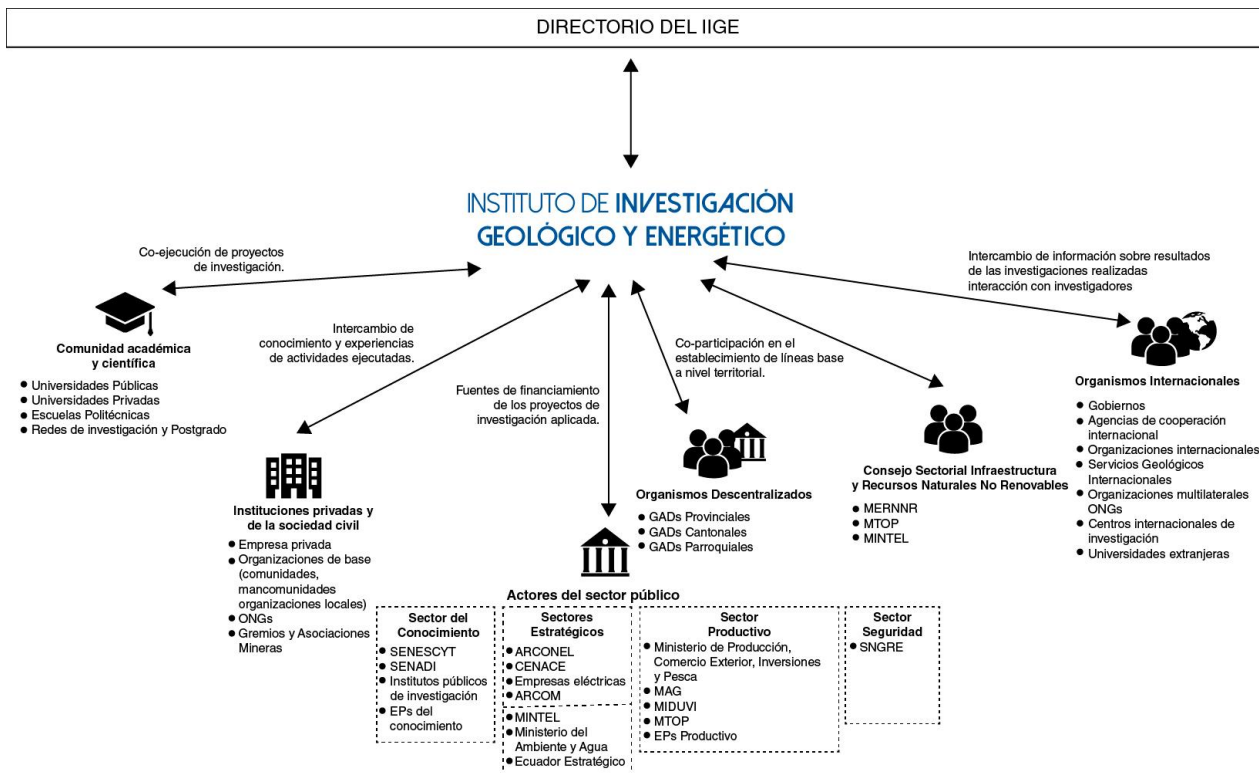 DIRECTORIO DEL IIGE
INSTITUTO DE INVESTIGACIÓN
GEOLÓGICO Y ENERGÉTICO
Co-ejecución de proyectos
de investigación.
Comunidad académica
y científica
● Universidades Públicas
● Universidades Privadas
● Escuelas Politécnicas
● Redes de investigación y Postgrado
Intercambio de
conocimiento y experiencias
de actividades ejecutadas.
Instituciones privadas y
de la sociedad civil
● Empresa privada
● Organizaciones de base
(comunidades,
mancomunidades
organizaciones locales)
● ONGs
● Gremios y Asociaciones
Mineras
Fuentes de financiamiento
de los proyectos de
investigación aplicada.
Actores del sector público
Sector del
Conocimiento
● SENESCYT
● SENADI
● Institutos públicos
de investigación
● EPs del
conocimiento
Sectores
Estratégicos
● ARCONEL
● CENACE
● Empresas eléctricas
● ARCOM
● MINTEL
● Ministerio del
Ambiente y Agua
● Ecuador Estratégico
Sector
Productivo
● Ministerio de Producción,
Comercio Exterior, Inversiones
y Pesca
● MAG
● MIDUVI
● MTOP
● EPs Productivo
Sector
Seguridad
● SNGRE
Co-participación en el
establecimiento de líneas base
a nivel territorial.
Organismos Descentralizados
● GADs Provinciales
● GADs Cantonales
● GADs Parroquiales
Consejo Sectorial Infraestructura
y Recursos Naturales No Renovables
● MERNNR
● MTOP
● MINTEL
Intercambio de información sobre resultados
de las investigaciones realizadas
interacción con investigadores
Organismos Internacionales
● Gobiernos
● Agencias de cooperación
internacional
● Organizaciones internacionales
● Servicios Geológicos
Internacionales
● Organizaciones multilaterales
ONGs
● Centros internacionales de
investigación
● Universidades extranjeras